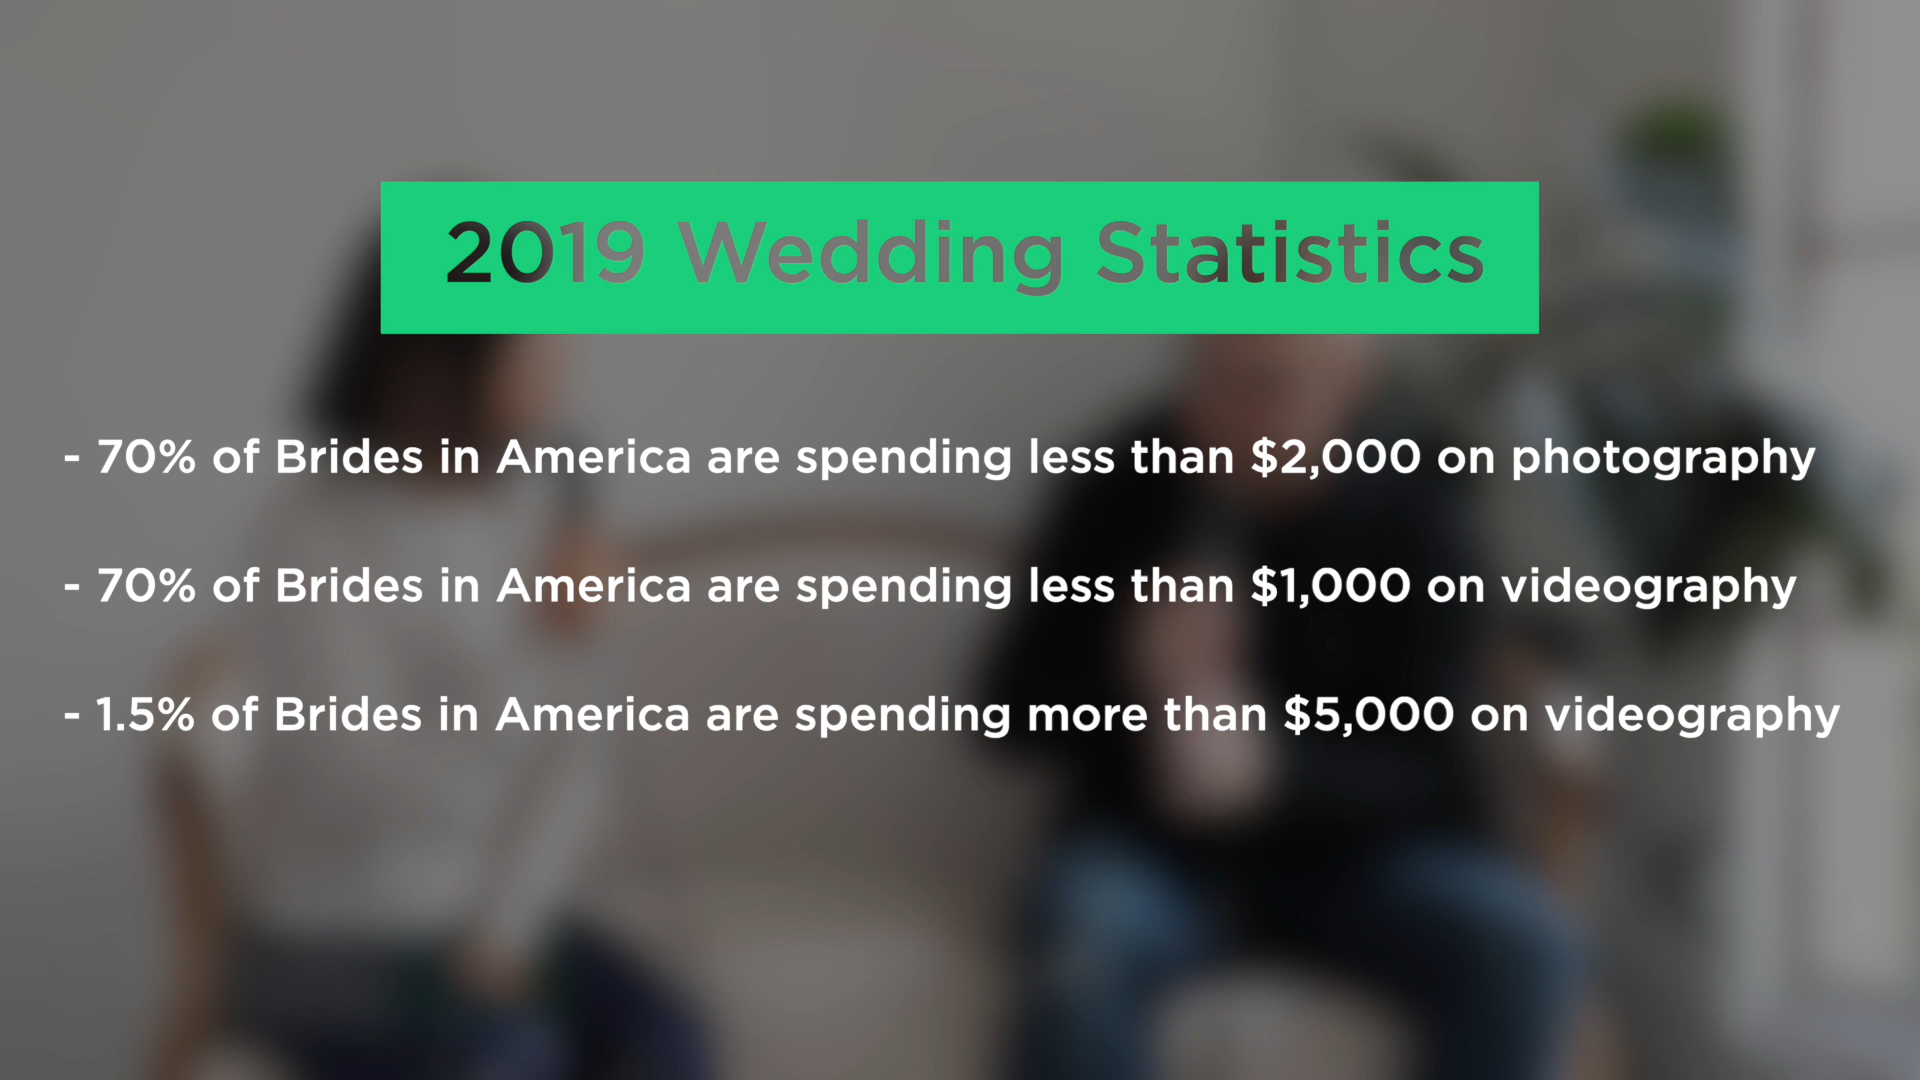 2019 Wedding Statistics
- 70% of Brides in America are spending less than $2,000 on photography
- 70% of Brides in America are spending less than $1,000 on videography
- 1.5% of Brides in America are spending more than $5,000 on videography